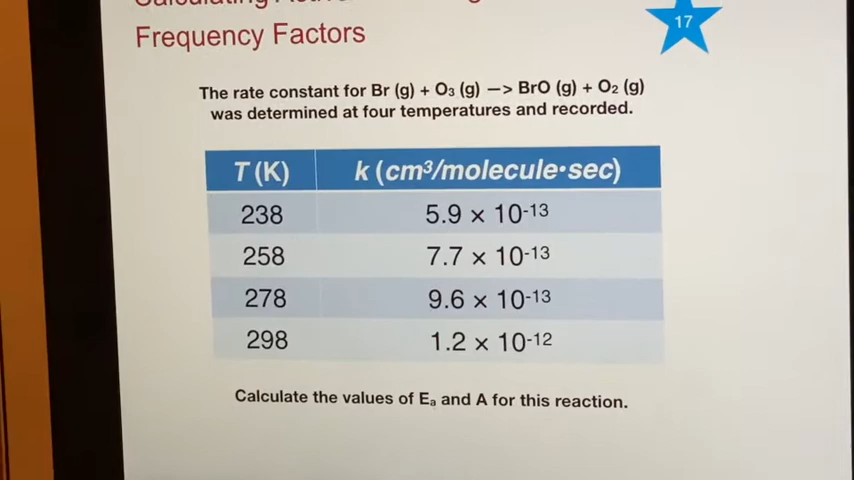 Frequency Factors
17
The rate constant for Br (g) + O₃ (g) —> BrO (g) + O₂ (g)
was determined at four temperatures and recorded.
T (K) k (cm³/molecule•sec)
238 5.9 × 10⁻¹³
258 7.7 × 10⁻¹³
278 9.6 × 10⁻¹³
298 1.2 × 10⁻¹²
Calculate the values of Eₐ and A for this reaction.